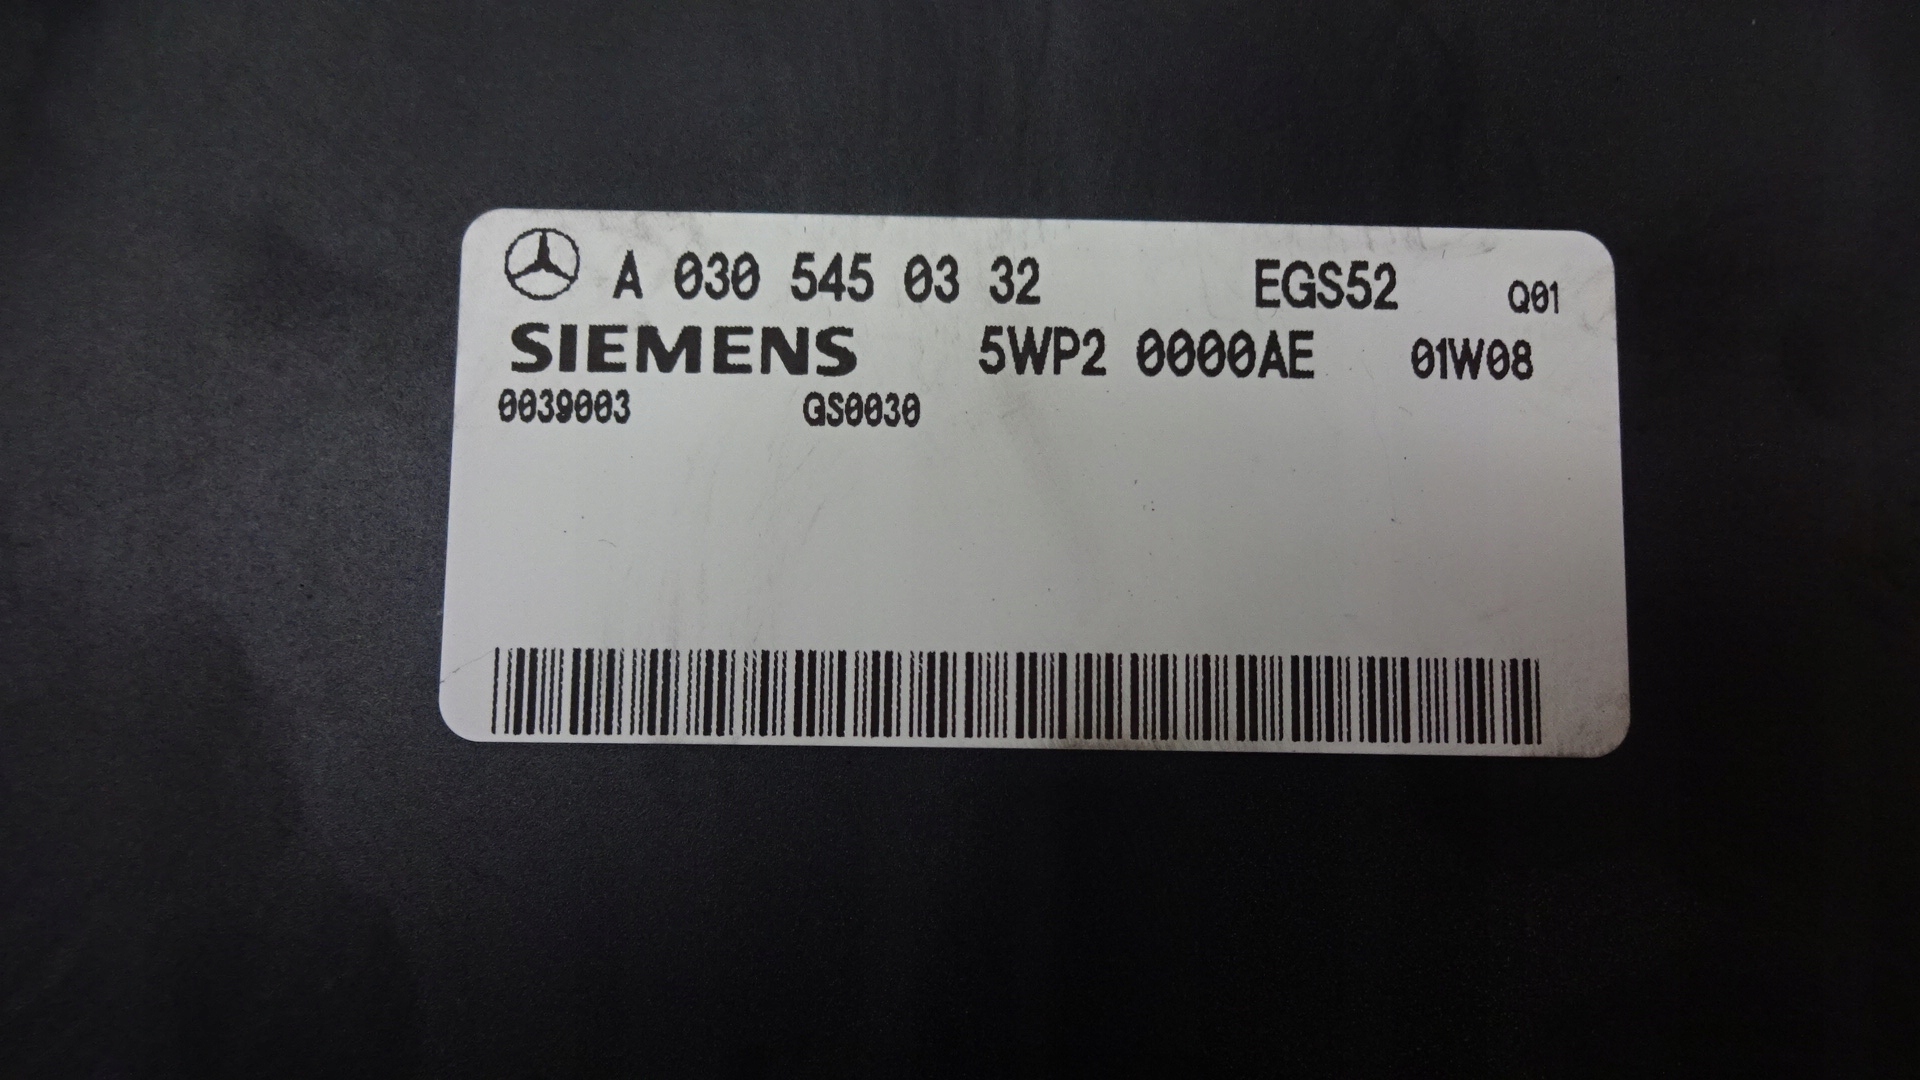 A 030 545 03 32 EGS52 Q01
SIEMENS 5WP2 0000AE 01W08
0039003 GS0030